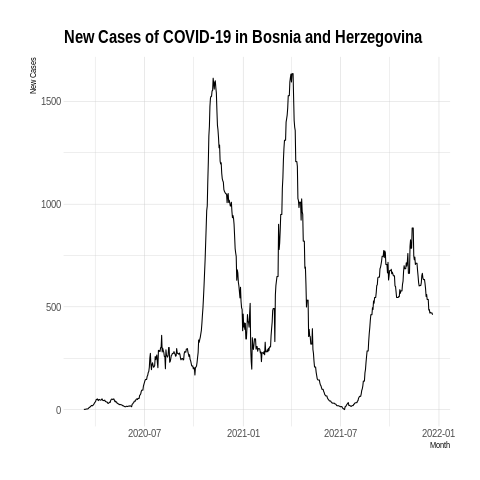 New Cases of COVID-19 in Bosnia and Herzegovina
New Cases
1500
1000
500
0
2020-07
2021-01
2021-07
2022-01
Month